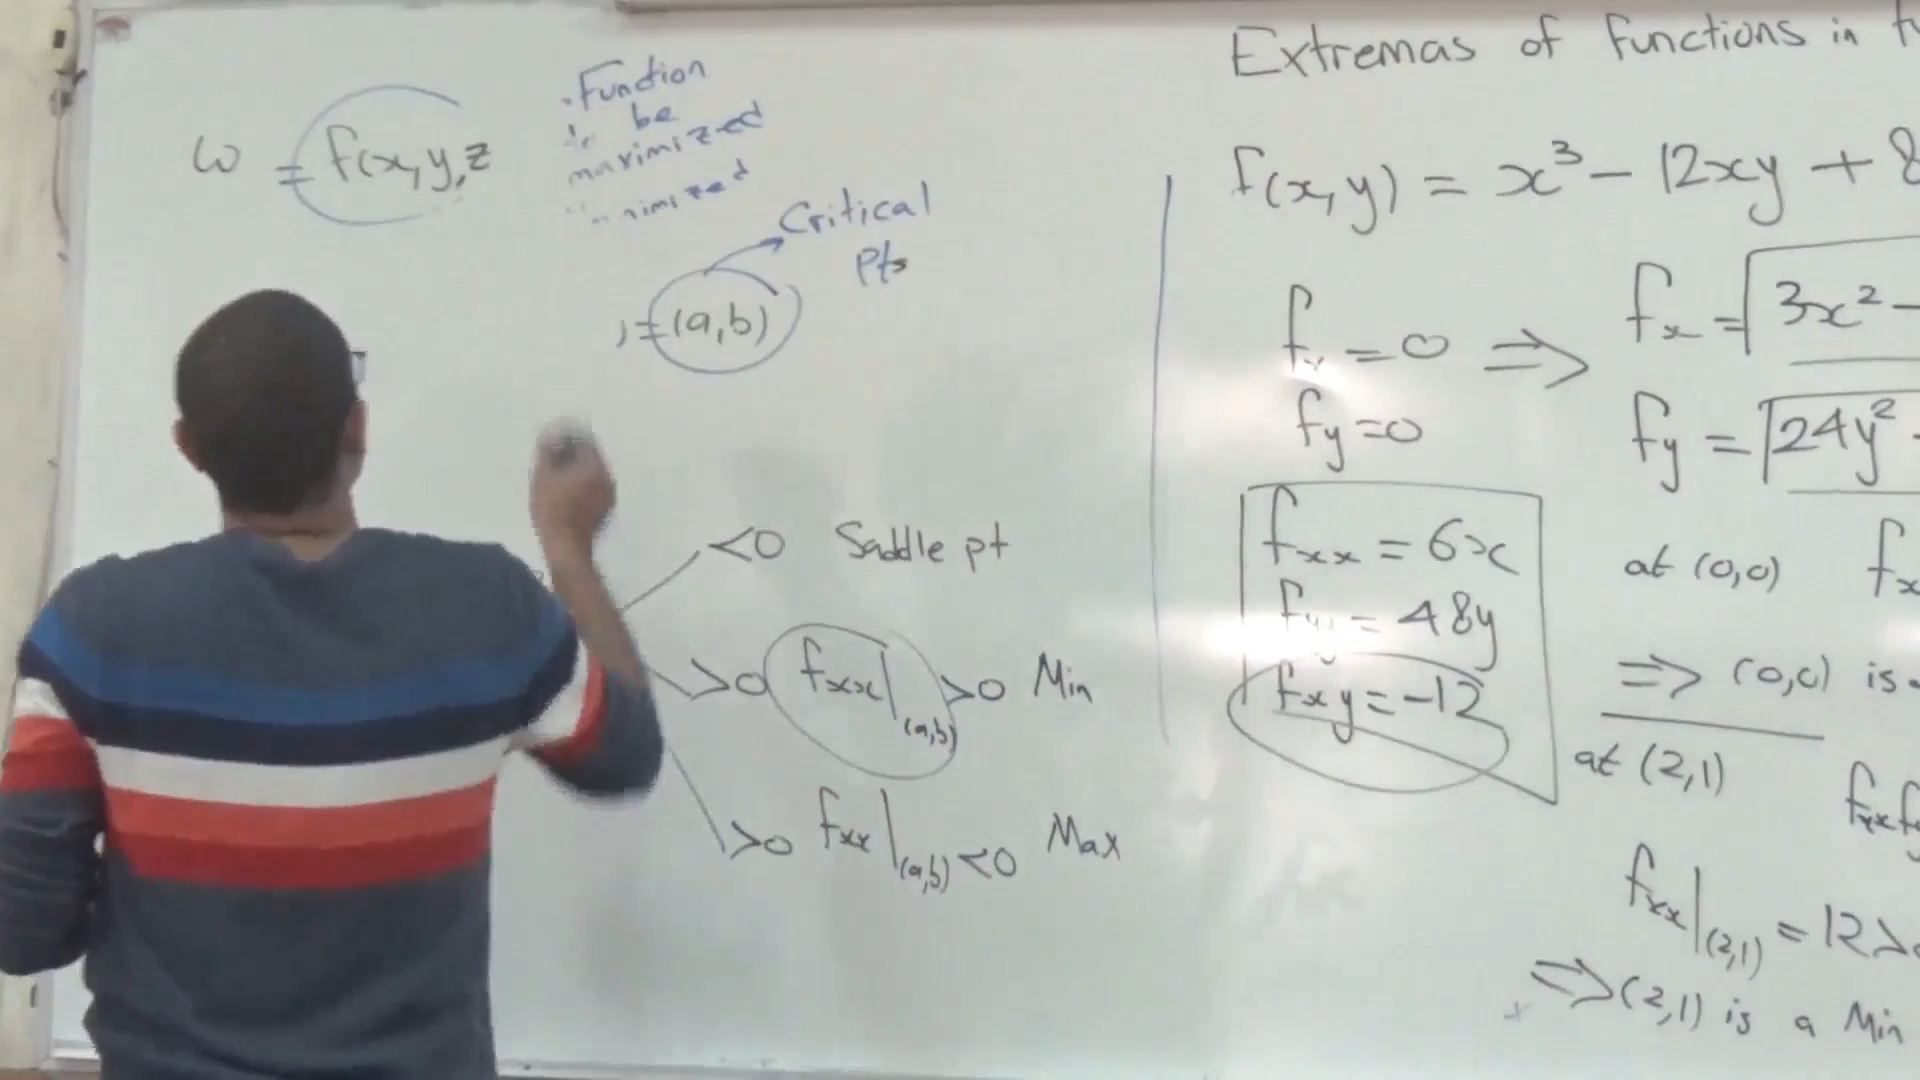 ω = f(x,y,z
. Function
be
maximized
Critical
pts
=(a,b)
<0 Saddle pt
>0 fxx|(a,b) >0 Min
>0 fxx|(a,b) <0 Max
Extremas of functions in
f(x,y) = x³ - 12xy + 8
fx = 0 ⇒ fx = 3x² -
fy = 0 fy = 24y²
fxx = 6x
fyy = 48y
fxy = -12
at (0,0)
⇒ (0,0) is
at (2,1)
fxx|(2,1) = 12>
⇒ (2,1) is a Min